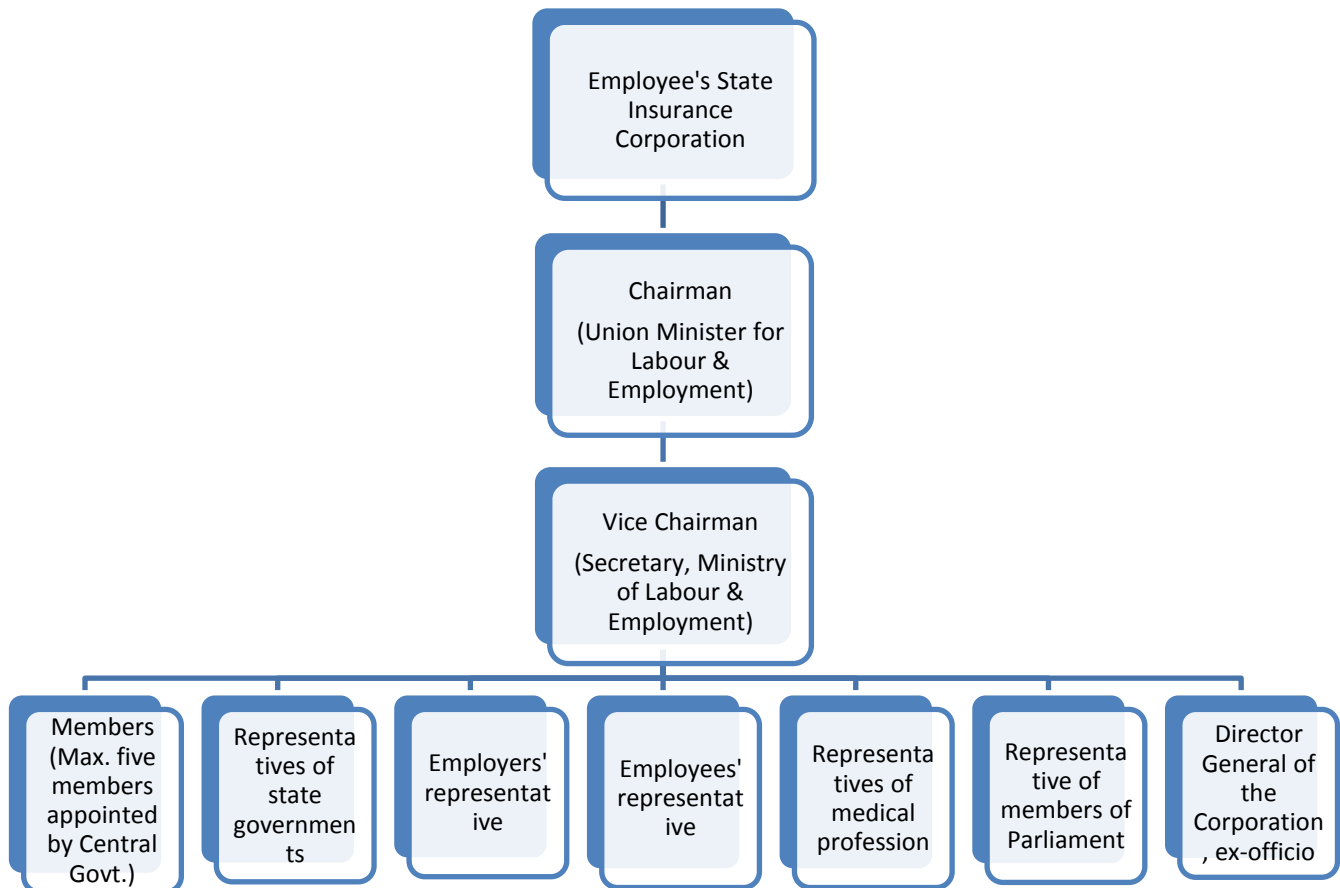 Employee's State
Insurance
Corporation
Chairman
(Union Minister for
Labour &
Employment)
Vice Chairman
(Secretary, Ministry
of Labour &
Employment)
Members
(Max. five
members
appointed
by Central
Govt.)
Representa
tives of
state
governmen
ts
Employers'
representat
ive
Employees'
representat
ive
Representa
tives of
medical
profession
Representa
tive of
members of
Parliament
Director
General of
the
Corporation
, ex-officio